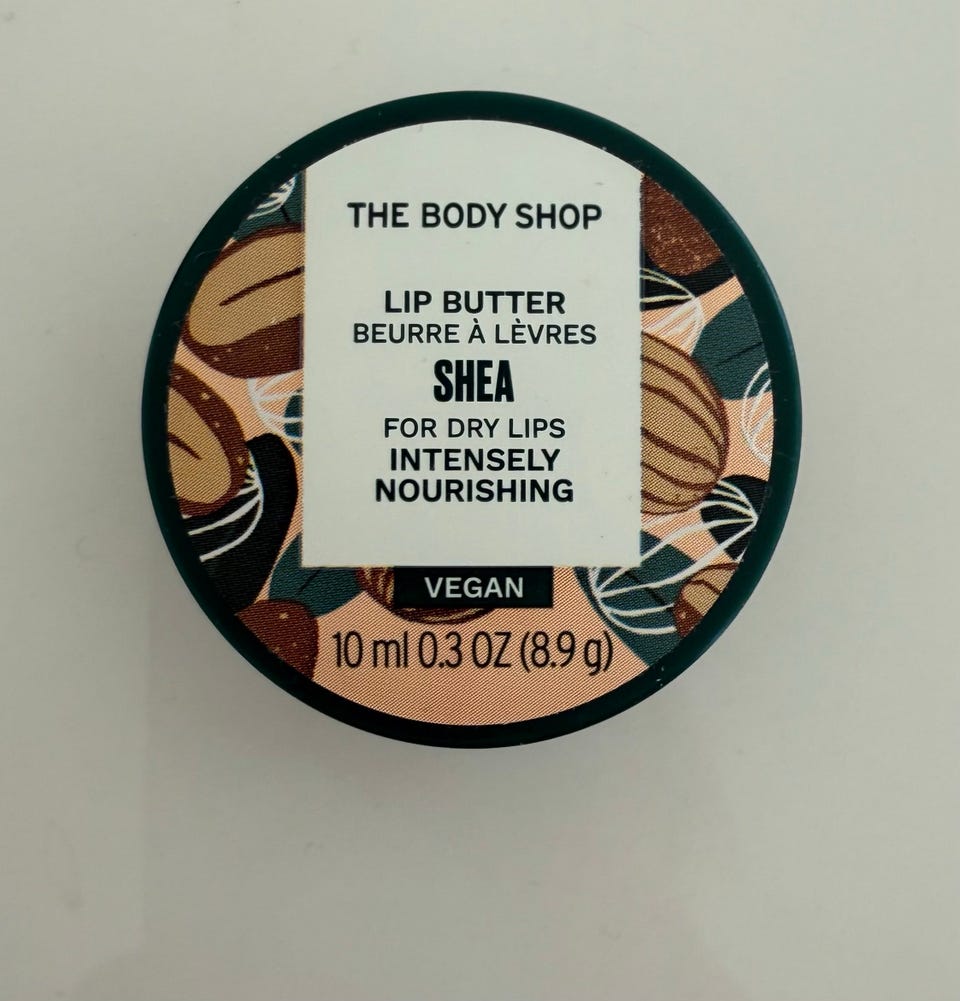 THE BODY SHOP
LIP BUTTER
BEURRE À LÈVRES
SHEA
FOR DRY LIPS
INTENSELY
NOURISHING
VEGAN
10 ml 0.3 OZ (8.9 g)